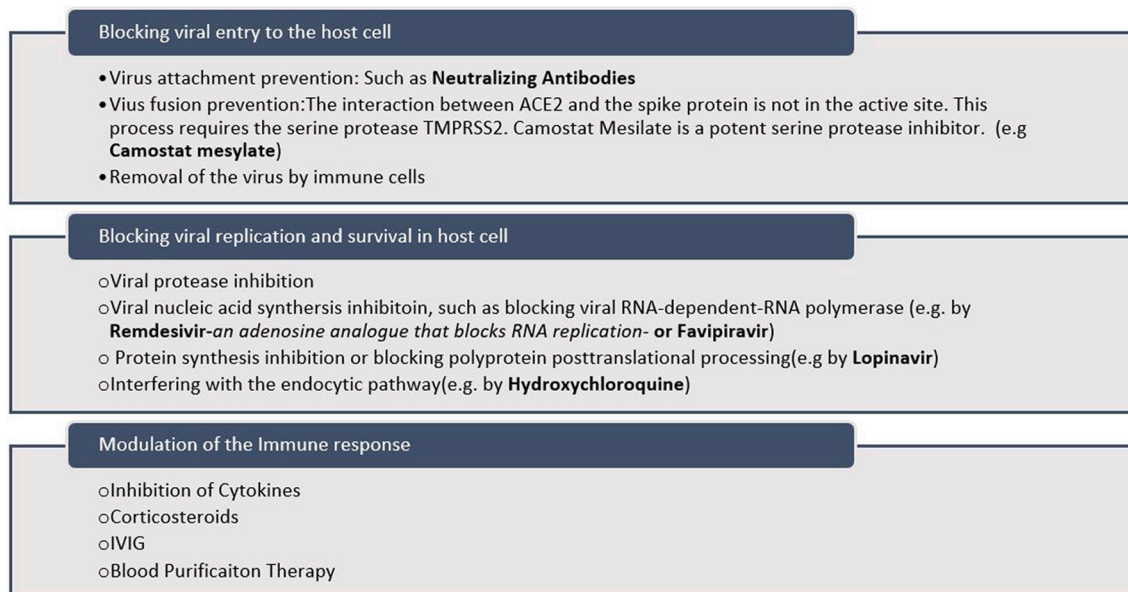 Blocking viral entry to the host cell
•Virus attachment prevention: Such as Neutralizing Antibodies
•Vius fusion prevention:The interaction between ACE2 and the spike protein is not in the active site. This
process requires the serine protease TMPRSS2. Camostat Mesilate is a potent serine protease inhibitor.  (e.g
Camostat mesylate)
•Removal of the virus by immune cells
Blocking viral replication and survival in host cell
oViral protease inhibition
oViral nucleic acid synthersis inhibitoin, such as blocking viral RNA-dependent-RNA polymerase (e.g. by
Remdesivir-an adenosine analogue that blocks RNA replication- or Favipiravir)
o Protein synthesis inhibition or blocking polyprotein posttranslational processing(e.g by Lopinavir)
oInterfering with the endocytic pathway(e.g. by Hydroxychloroquine)
Modulation of the Immune response
oInhibition of Cytokines
oCorticosteroids
oIVIG
oBlood Purificaiton Therapy